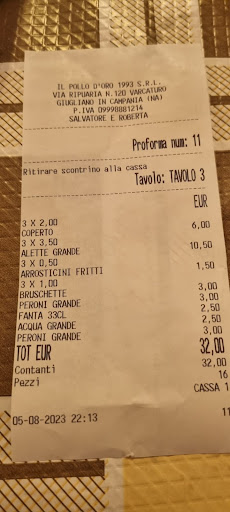 IL POLLO D'ORO 1993 S.R.L.
VIA RIPUARIA N.120 VARCATURO
GIUGLIANO IN CAMPANIA (NA)
P.IVA 09998881214
SALVATORE E ROBERTA
Proforma num: 11
Ritirare scontrino alla cassa
Tavolo: TAVOLO 3
EUR
3 X 2,00
COPERTO 6,00
3 X 3,50
ALETTE GRANDE 10,50
3 X 0,50
ARROSTICINI FRITTI 1,50
3 X 1,00
BRUSCHETTE 3,00
PERONI GRANDE 3,00
FANTA 33CL 2,50
ACQUA GRANDE 2,50
PERONI GRANDE 3,00
TOT EUR 32,00
Contanti 32,00
Pezzi 16
CASSA 1
05-08-2023 22:13 11